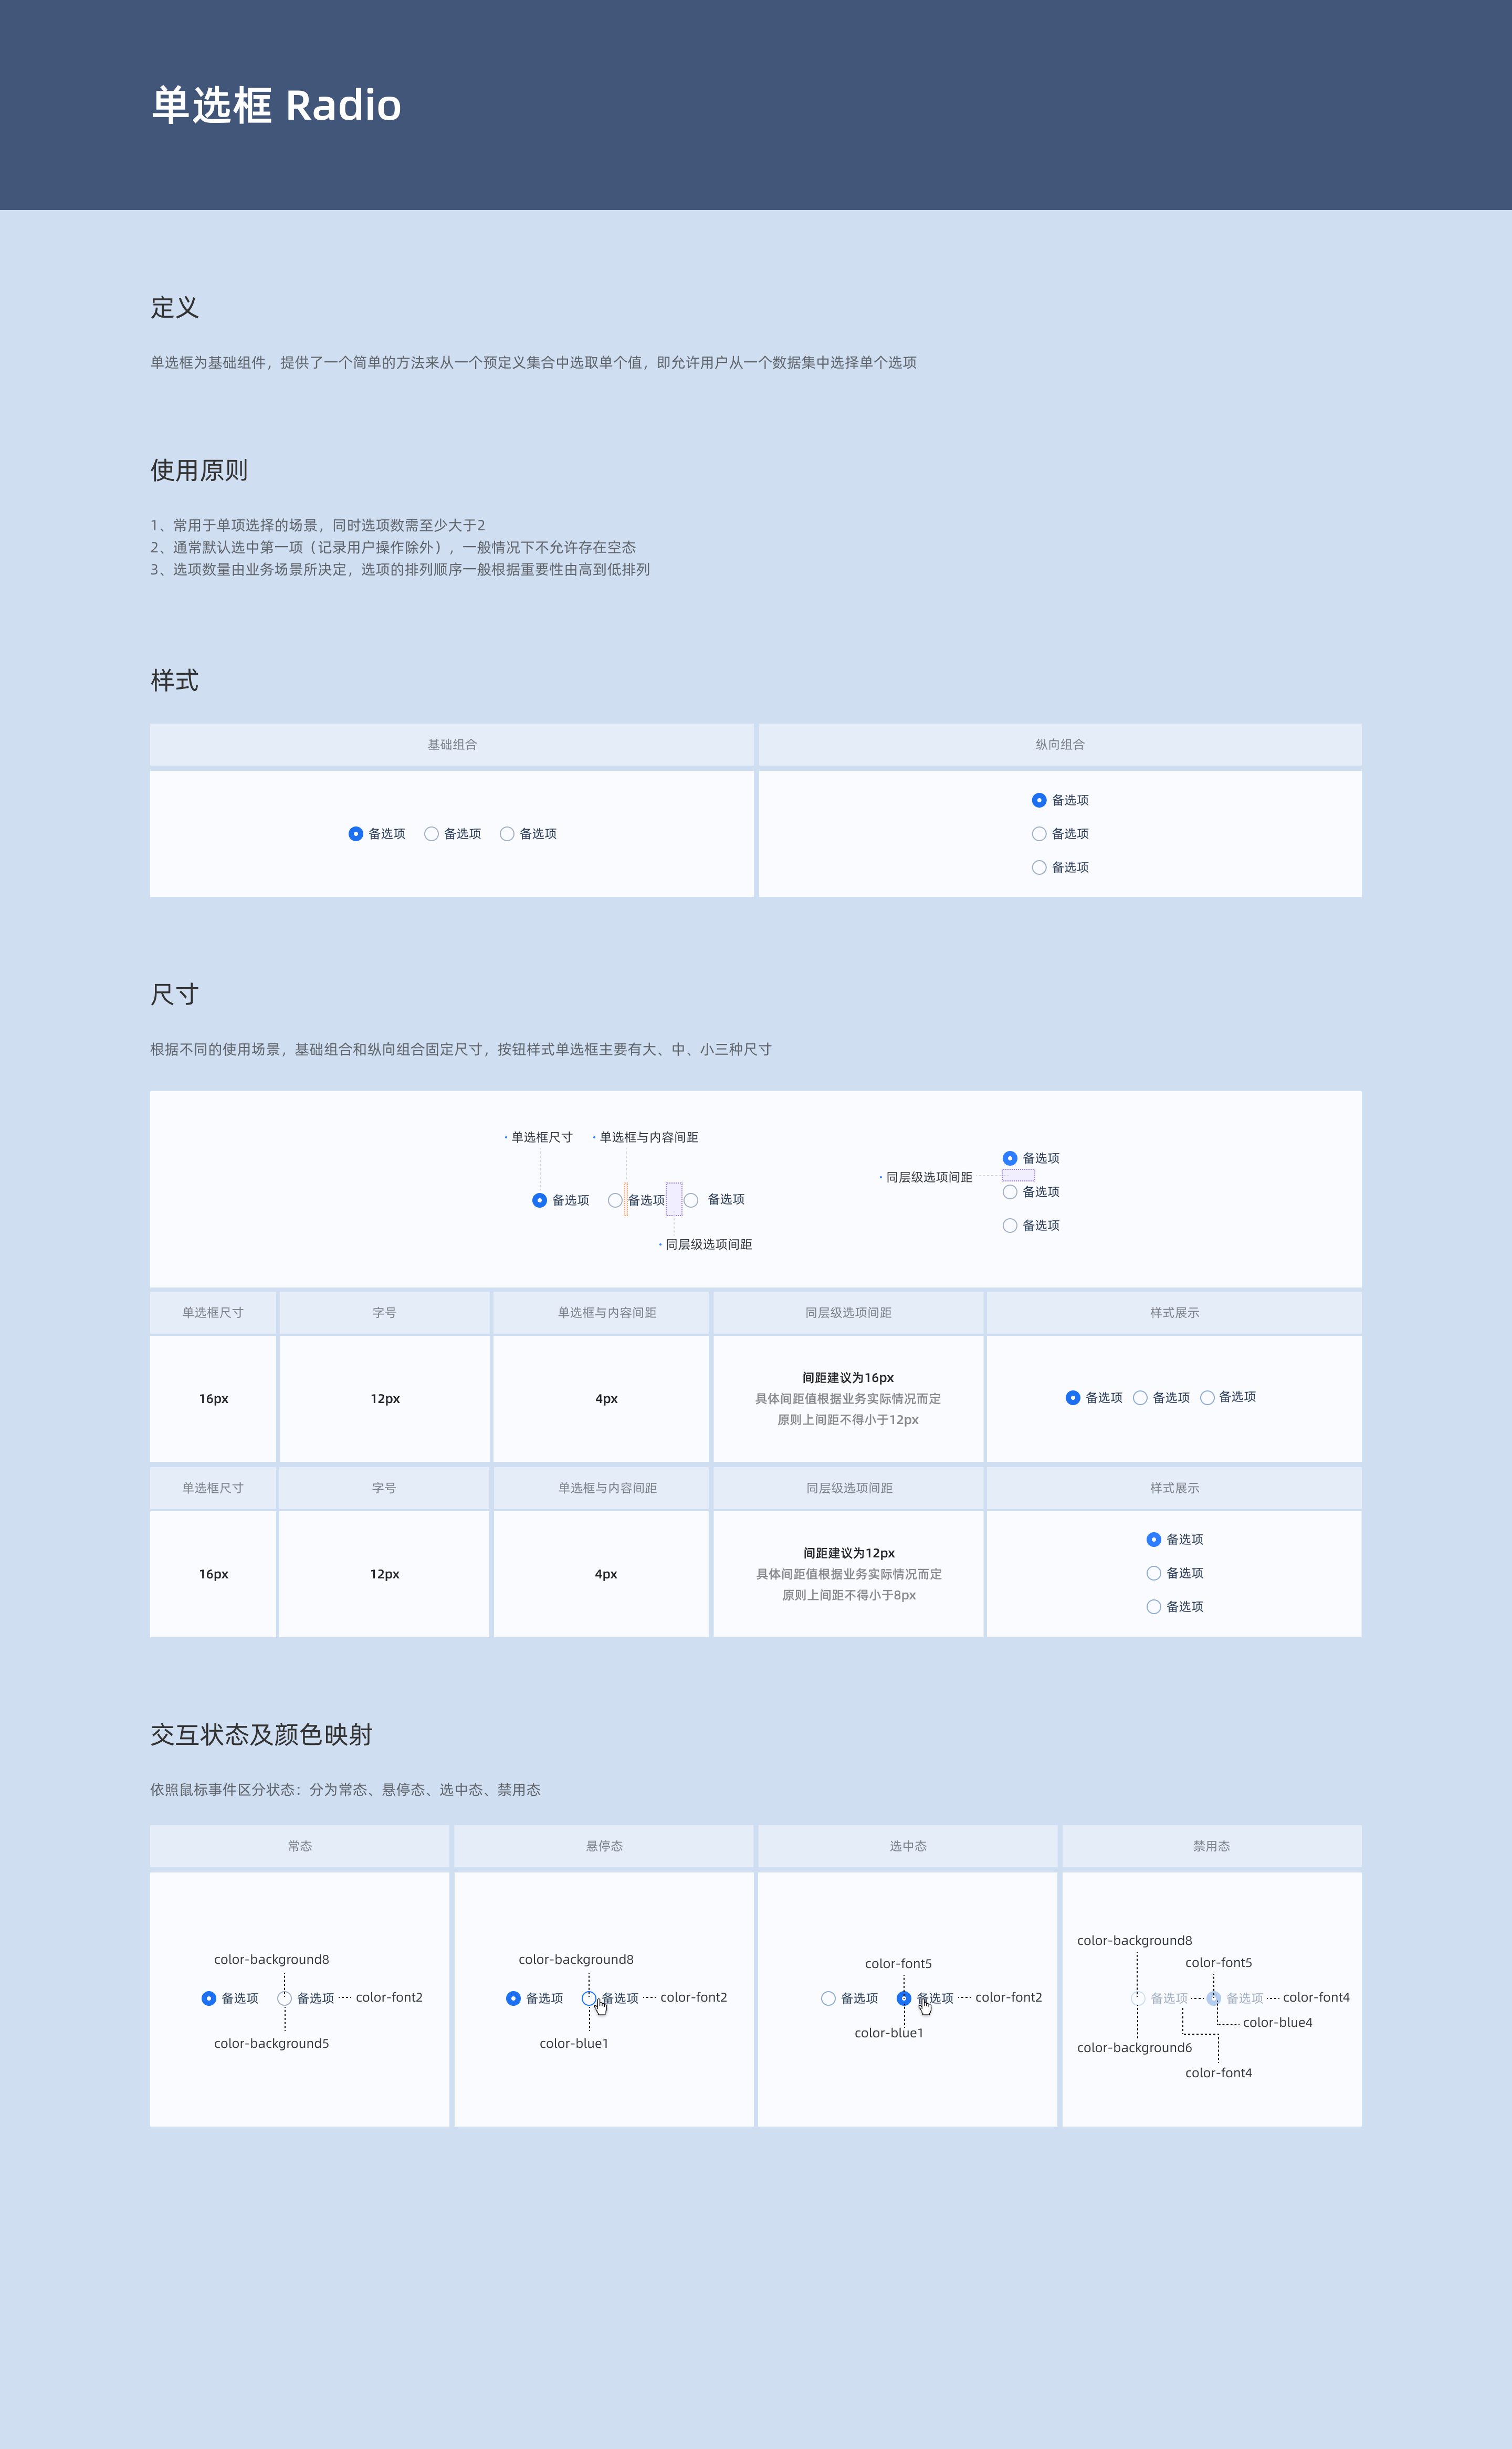 单选框 Radio
定义
单选框为基础组件，提供了一个简单的方法来从一个预定义集合中选取单个值，即允许用户从一个数据集中选择单个选项
使用原则
1、常用于单项选择的场景，同时选项数需至少大于2
2、通常默认选中第一项（记录用户操作除外），一般情况下不允许存在空态
3、选项数量由业务场景所决定，选项的排列顺序一般根据重要性由高到低排列
样式
基础组合 纵向组合
备选项 备选项 备选项
备选项
备选项
备选项
尺寸
根据不同的使用场景，基础组合和纵向组合固定尺寸，按钮样式单选框主要有大、中、小三种尺寸
· 单选框尺寸 · 单选框与内容间距
备选项 备选项 备选项
· 同层级选项间距
· 同层级选项间距
备选项
备选项
备选项
单选框尺寸 字号 单选框与内容间距 同层级选项间距 样式展示
16px 12px 4px
间距建议为16px
具体间距值根据业务实际情况而定
原则上间距不得小于12px
备选项 备选项 备选项
单选框尺寸 字号 单选框与内容间距 同层级选项间距 样式展示
16px 12px 4px
间距建议为12px
具体间距值根据业务实际情况而定
原则上间距不得小于8px
备选项
备选项
备选项
交互状态及颜色映射
依照鼠标事件区分状态：分为常态、悬停态、选中态、禁用态
常态 悬停态 选中态 禁用态
color-background8
备选项 备选项 color-font2
color-background5
color-background8
备选项 备选项 color-font2
color-blue1
color-font5
备选项 备选项 color-font2
color-blue1
color-background8
color-font5
备选项 备选项 color-font4
color-blue4
color-background6
color-font4